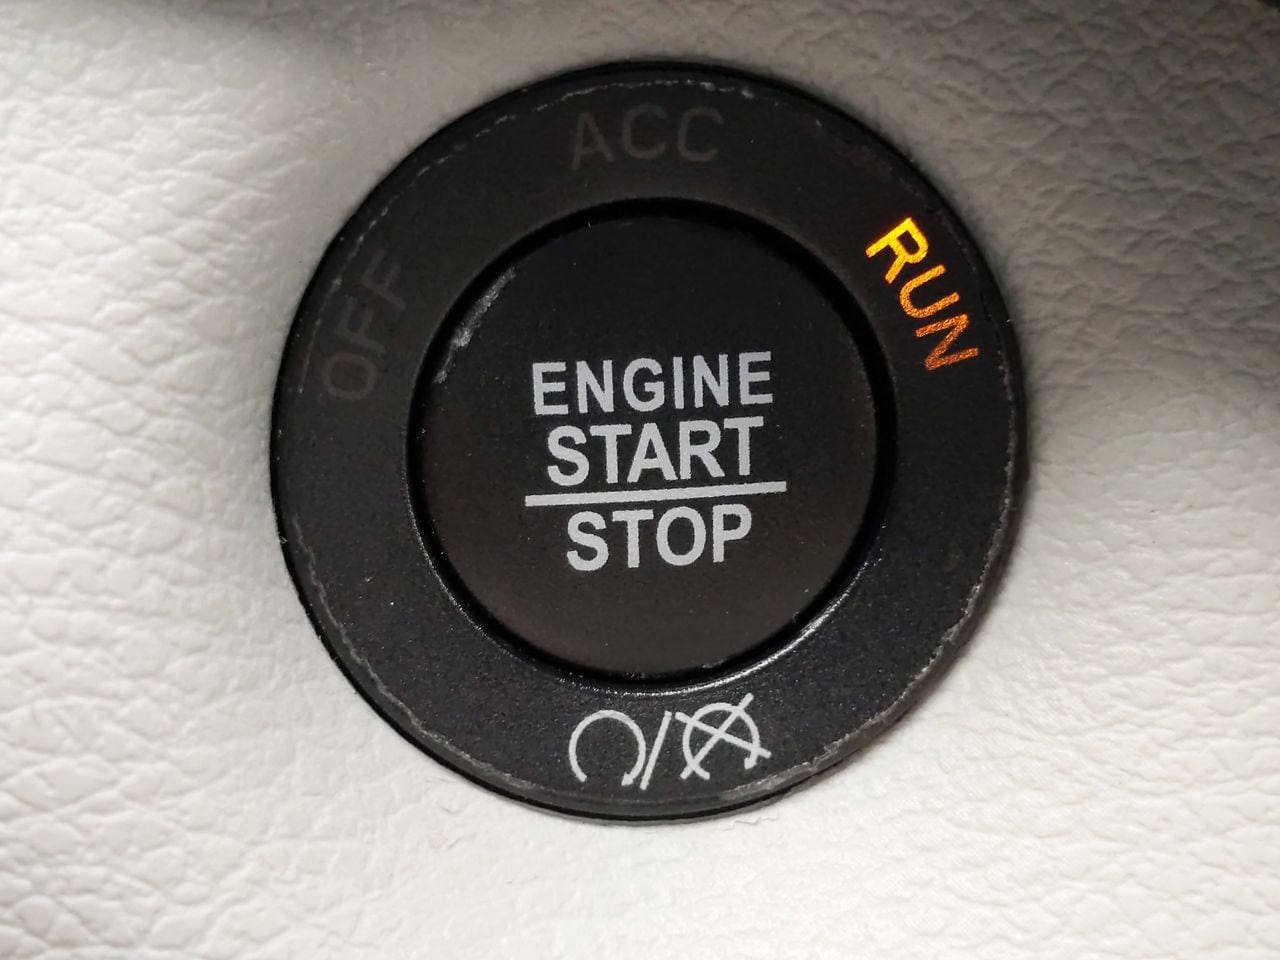 ACC
OFF
RUN
ENGINE
START
STOP